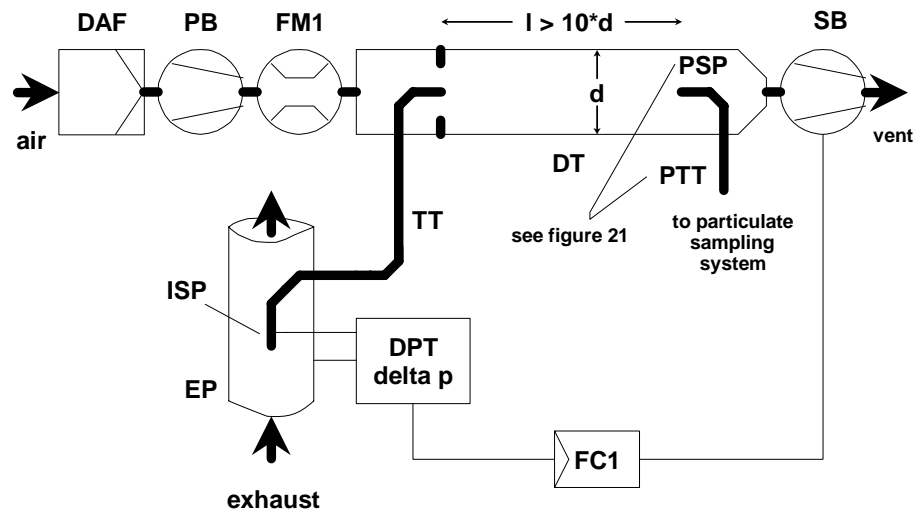 l > 10*d
DAF
PB
FM1
SB
PSP
d
air
vent
DT
PTT
TT
see figure 21
to particulate
sampling
system
ISP
DPT
delta p
EP
FC1
exhaust